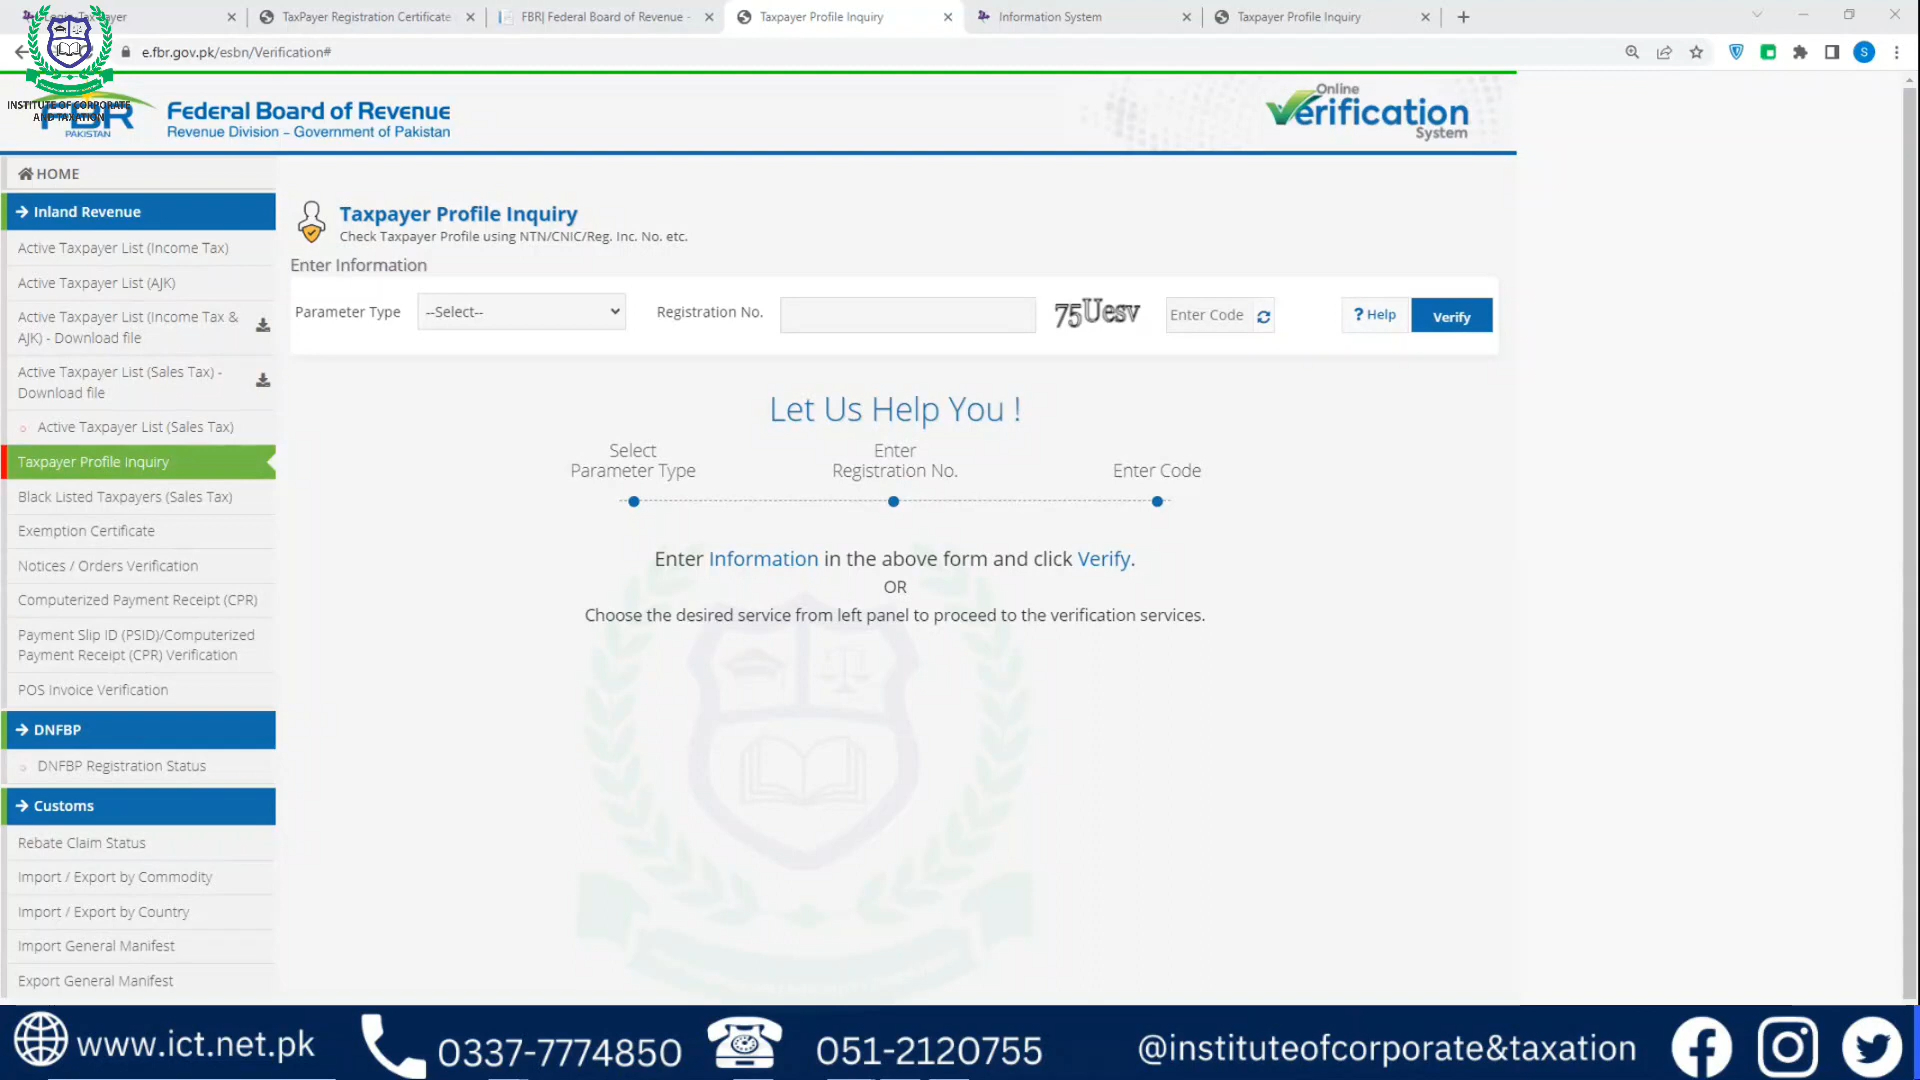 Taxpayer
TaxPayer Registration Certificate
FBR| Federal Board of Revenue -
Taxpayer Profile Inquiry
Information System
Taxpayer Profile Inquiry
e.fbr.gov.pk/esbn/Verification#
S
INSTITUTE OF CORPORATE
AND TAXATION
FBR
PAKISTAN
Federal Board of Revenue
Revenue Division – Government of Pakistan
Online
Verification
System
HOME
Inland Revenue
Active Taxpayer List (Income Tax)
Active Taxpayer List (AJK)
Active Taxpayer List (Income Tax &
AJK) - Download file
Active Taxpayer List (Sales Tax) -
Download file
Active Taxpayer List (Sales Tax)
Taxpayer Profile Inquiry
Black Listed Taxpayers (Sales Tax)
Exemption Certificate
Notices / Orders Verification
Computerized Payment Receipt (CPR)
Payment Slip ID (PSID)/Computerized
Payment Receipt (CPR) Verification
POS Invoice Verification
DNFBP
DNFBP Registration Status
Customs
Rebate Claim Status
Import / Export by Commodity
Import / Export by Country
Import General Manifest
Export General Manifest
Taxpayer Profile Inquiry
Check Taxpayer Profile using NTN/CNIC/Reg. Inc. No. etc.
Enter Information
Parameter Type --Select-- Registration No. 75Uesv Enter Code ? Help Verify
Let Us Help You !
Select
Parameter Type
Enter
Registration No.
Enter Code
Enter Information in the above form and click Verify.
OR
Choose the desired service from left panel to proceed to the verification services.
www.ict.net.pk 0337-7774850 051-2120755 @instituteofcorporate&taxation